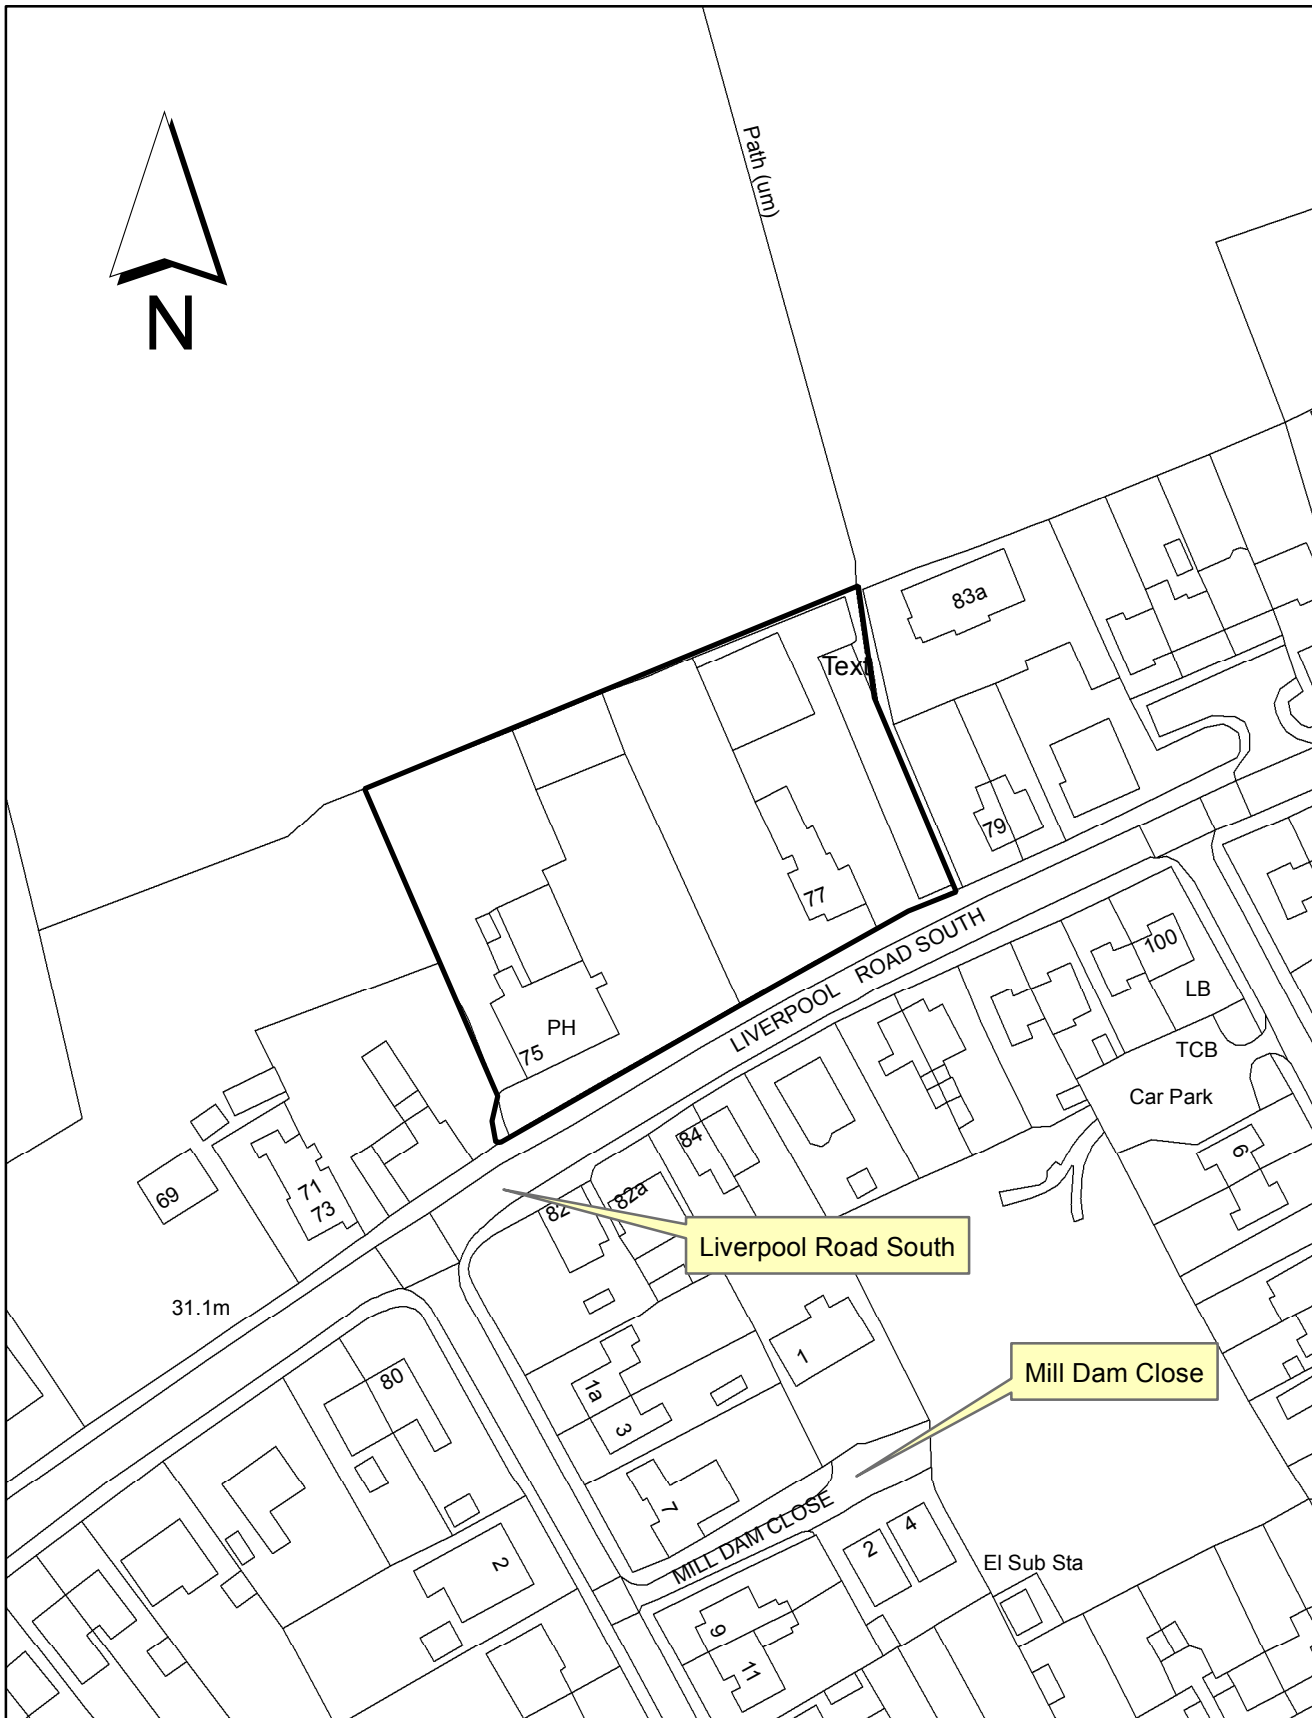 Path (um)
N
83a
Text
79
77
LIVERPOOL ROAD SOUTH
100
LB
PH
75
TCB
Car Park
84
6
71
73
69
82
82a
Liverpool Road South
31.1m
1
Mill Dam Close
80
1a
3
7
MILL DAM CLOSE
4
2
El Sub Sta
2
9
11